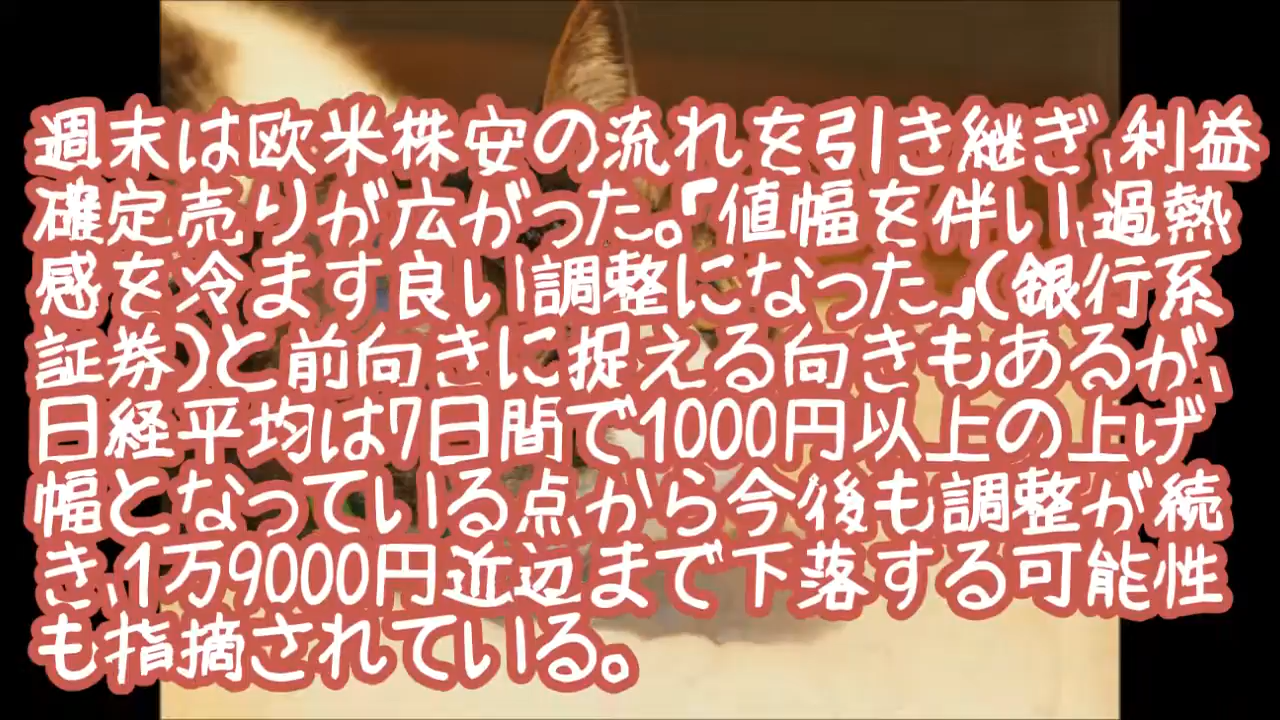 週末は欧米株安の流れを引き継ぎ、利益
確定売りが広がった。「値幅を伴い、過熱
感を冷ます良い調整になった」(銀行系
証券)と前向きに捉える向きもあるが、
日経平均は7日間で1000円以上の上げ
幅となっている点から今後も調整が続
き、1万9000円近辺まで下落する可能性
も指摘されている。